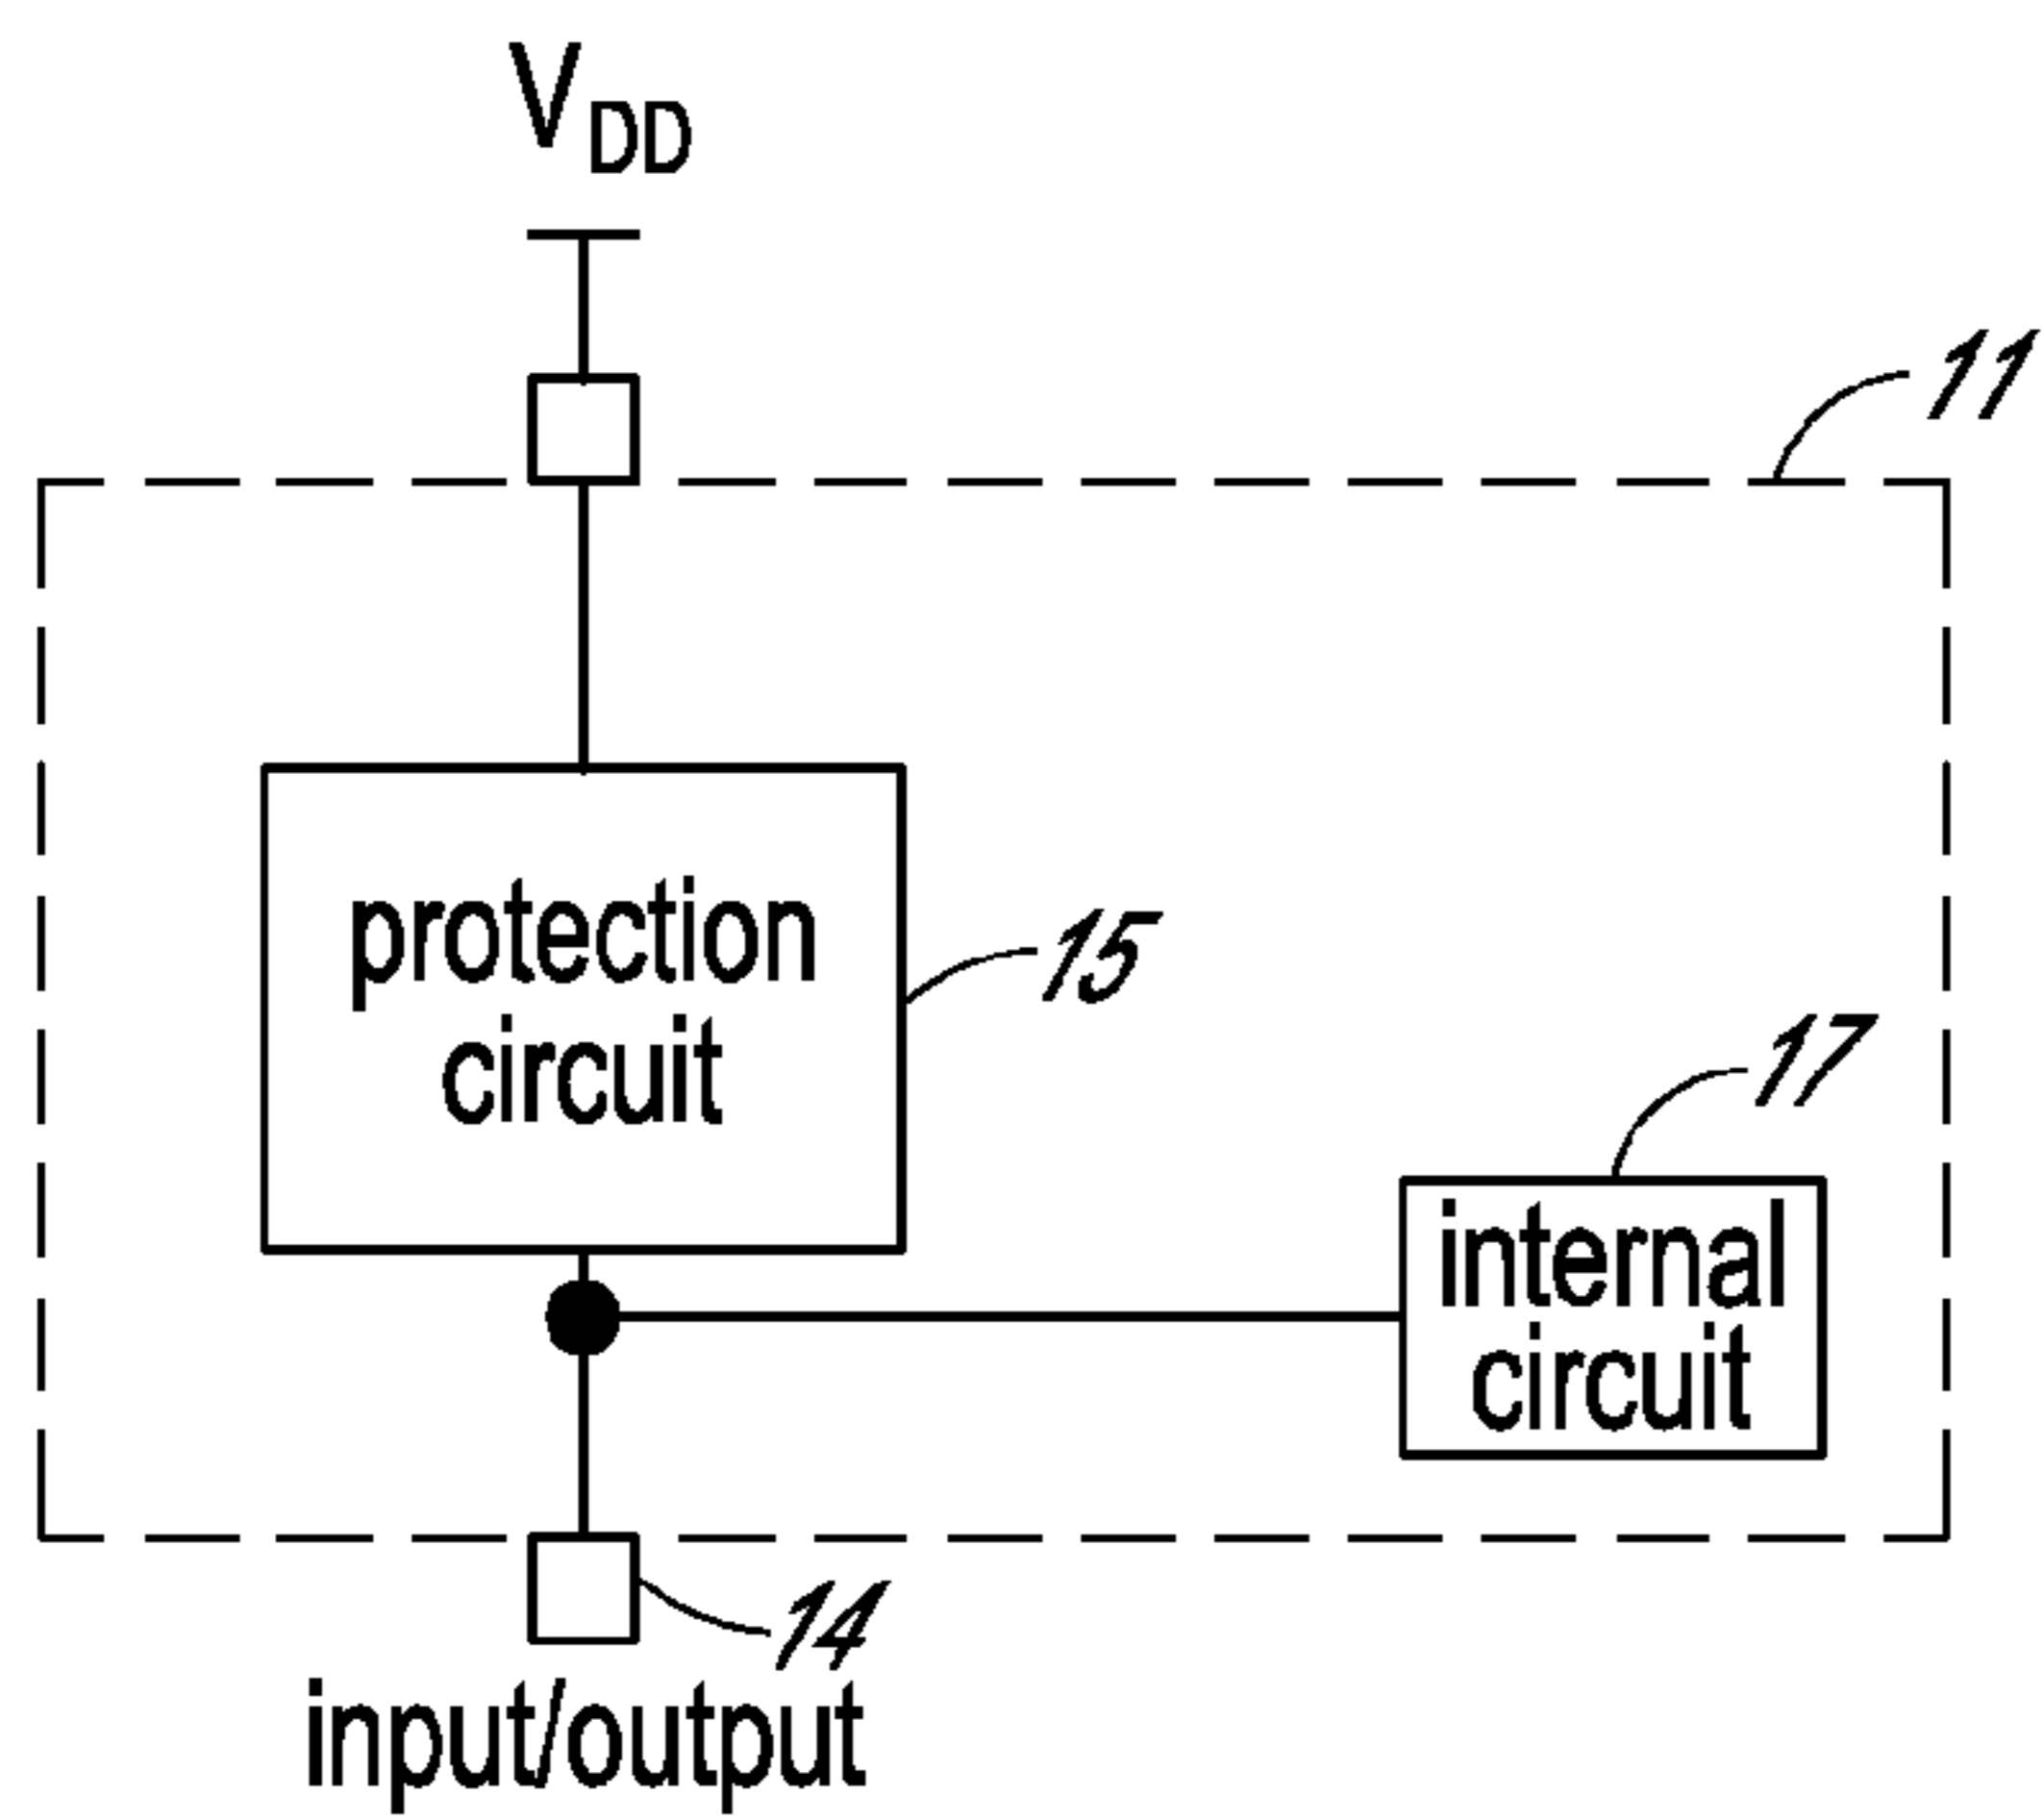 VDD
11
protection
circuit
15
17
internal
circuit
14
input/output